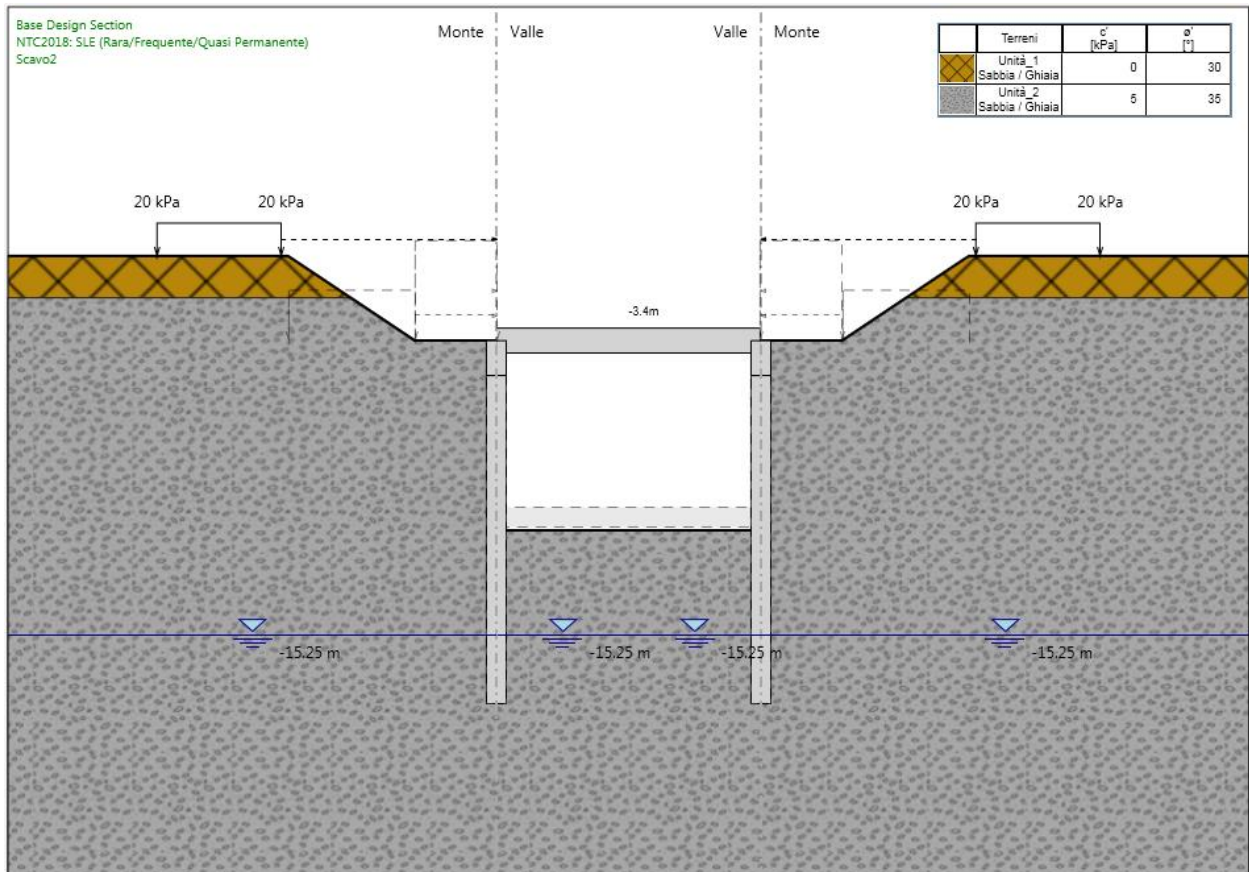 Base Design Section
NTC2018: SLE (Rara/Frequente/Quasi Permanente)
Scavo2
Monte Valle
Valle Monte
Terreni c' [kPa] ø' [°]
Unità_1 Sabbia / Ghiaia 0 30
Unità_2 Sabbia / Ghiaia 5 35
20 kPa 20 kPa
20 kPa 20 kPa
-3.4m
-15.25 m -15.25 m -15.25 m -15.25 m